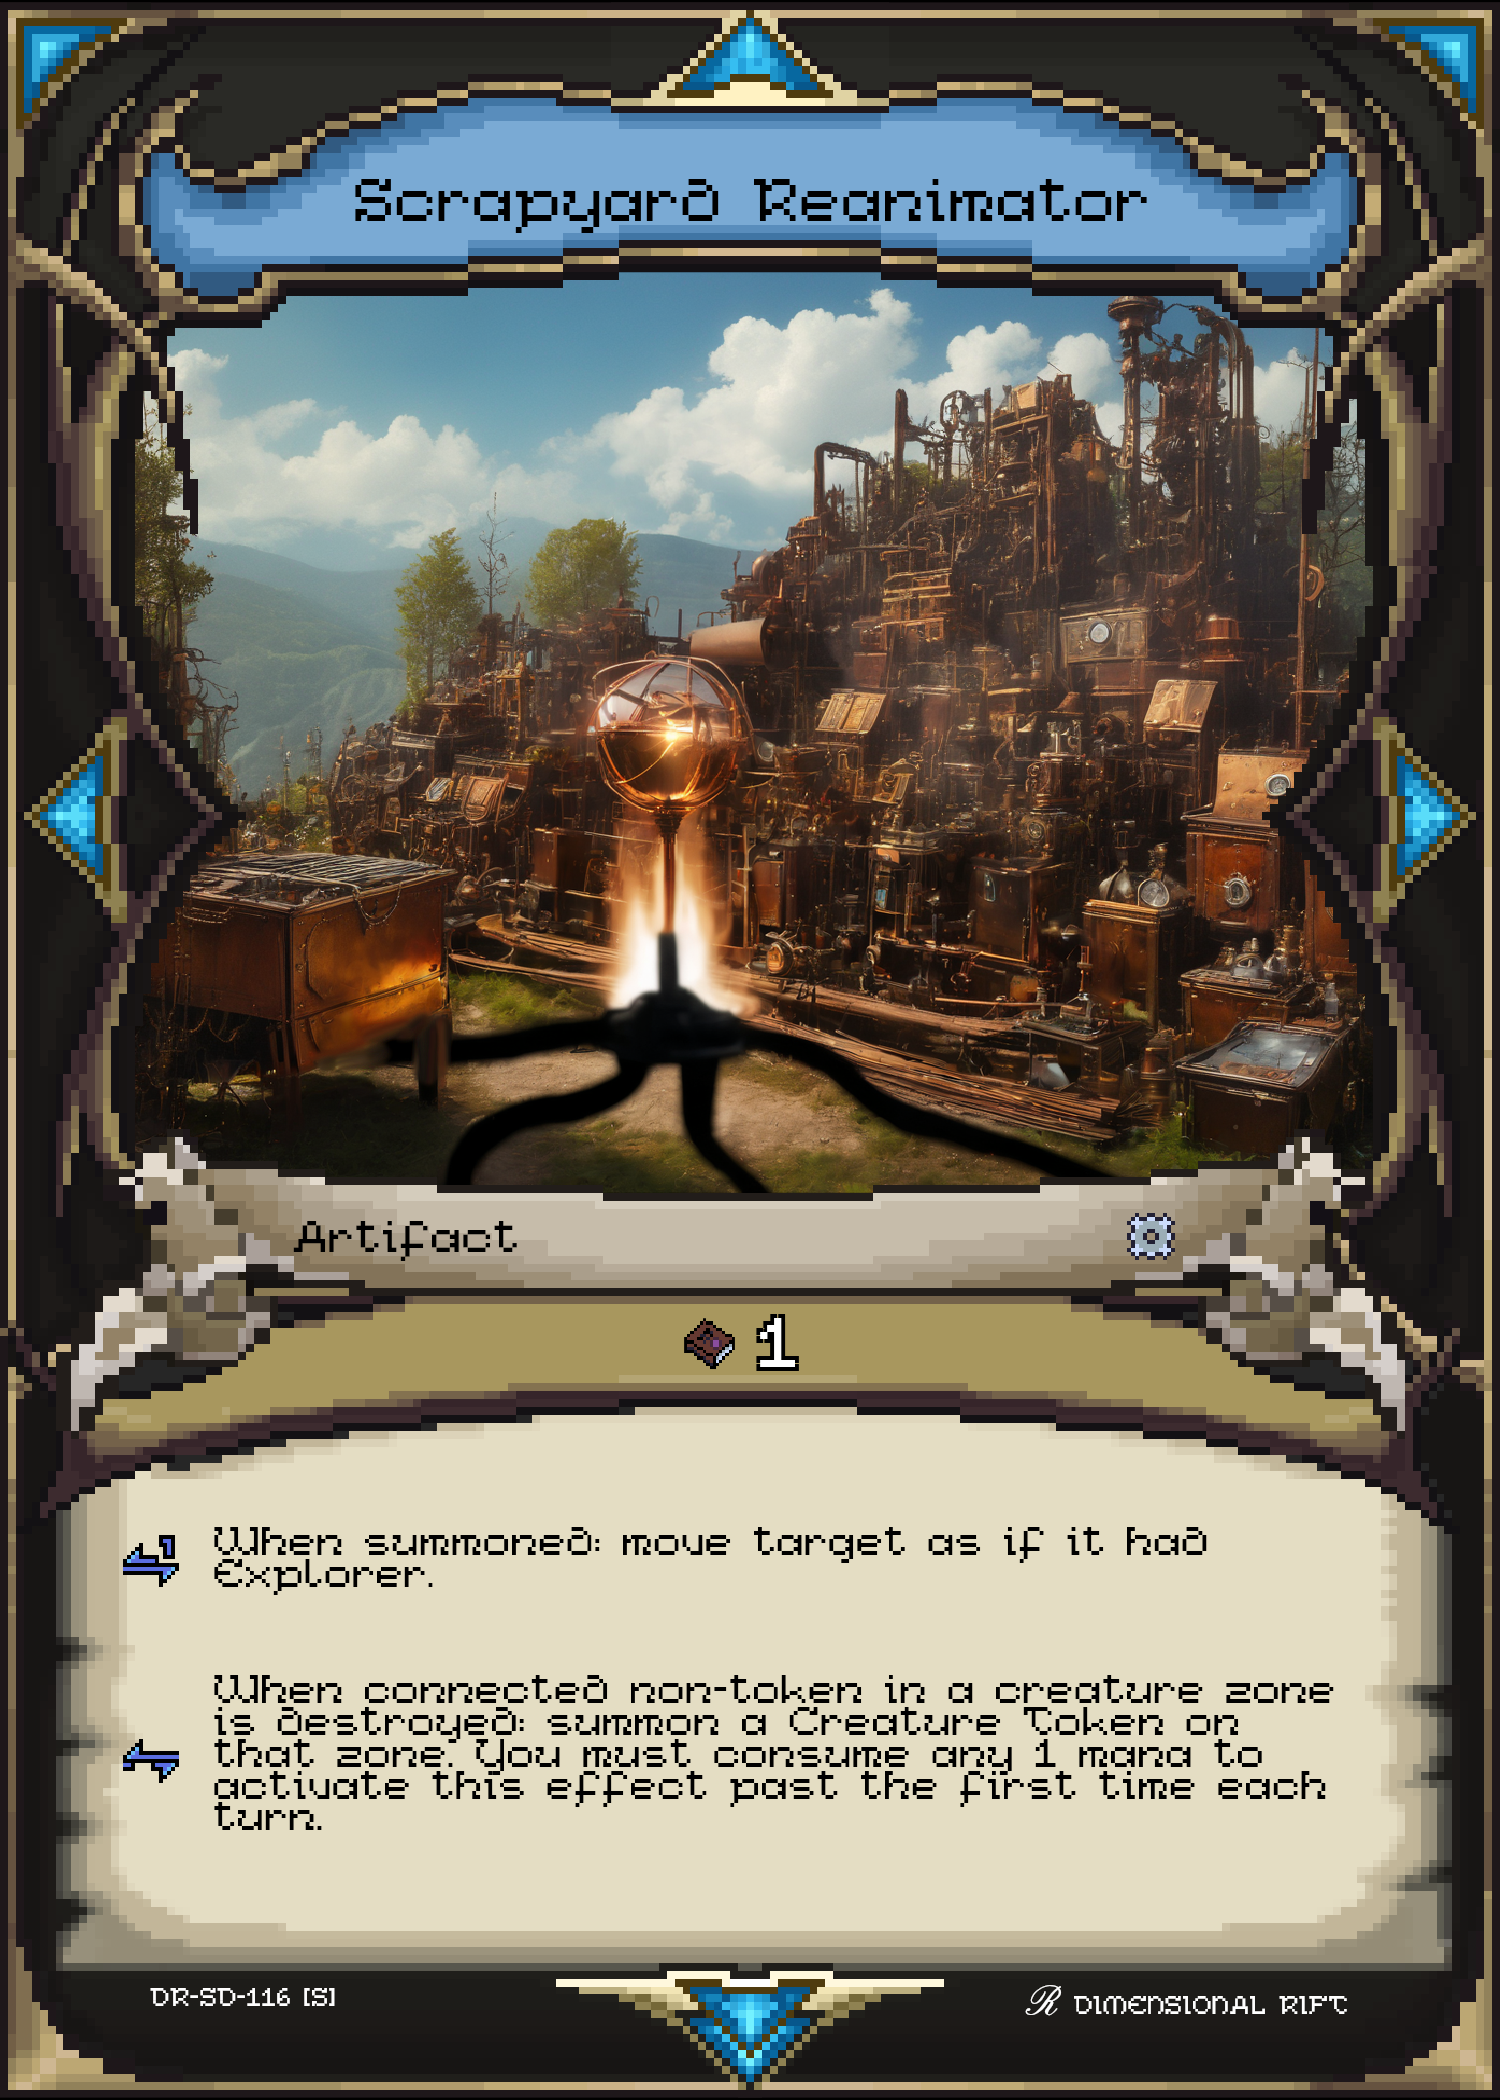 Scrapyard Reanimator
Artifact
1
When summoned: move target as if it had
Explorer.
When connected non-token in a creature zone
is destroyed: summon a Creature Token on
that zone. You must consume any 1 mana to
activate this effect past the first time each
turn.
DR-SD-116 [S]
R DIMENSIONAL RIFT